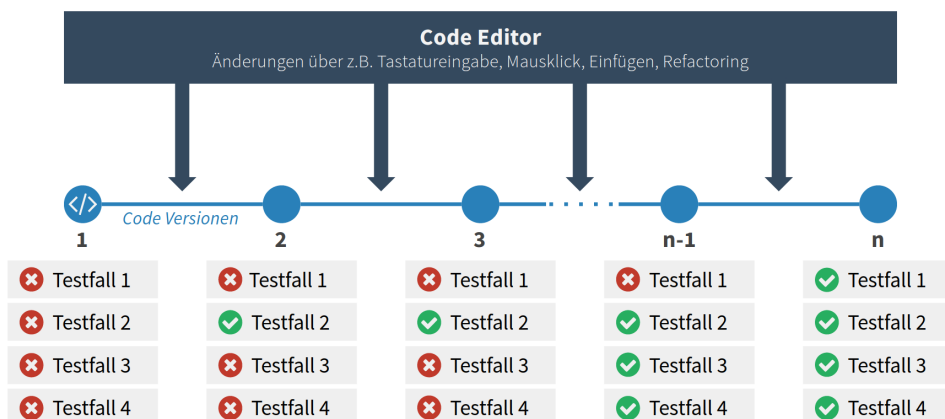 Code Editor
Änderungen über z.B. Tastatureingabe, Mausklick, Einfügen, Refactoring
</>
Code Versionen
1 2 3 n-1 n
Testfall 1 Testfall 1 Testfall 1 Testfall 1 Testfall 1
Testfall 2 Testfall 2 Testfall 2 Testfall 2 Testfall 2
Testfall 3 Testfall 3 Testfall 3 Testfall 3 Testfall 3
Testfall 4 Testfall 4 Testfall 4 Testfall 4 Testfall 4